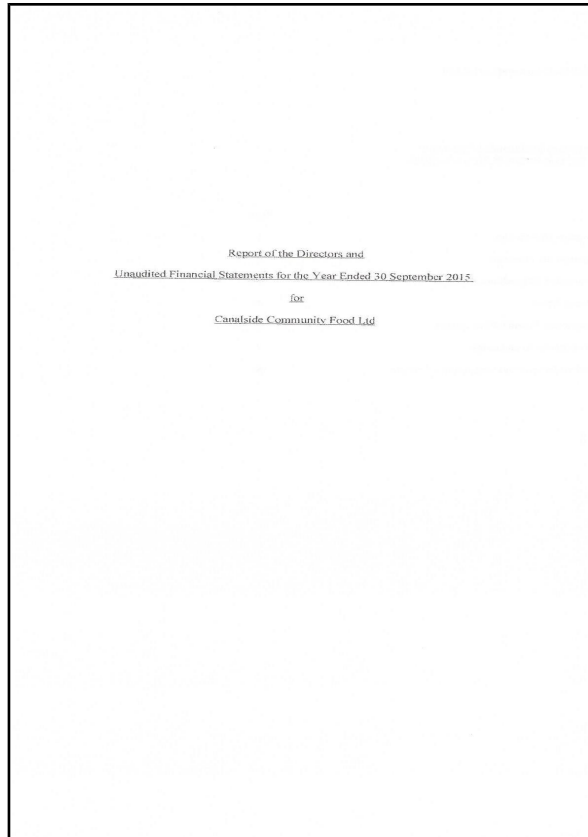 Report of the Directors and
Unaudited Financial Statements for the Year Ended 30 September 2015
for
Canalside Community Food Ltd